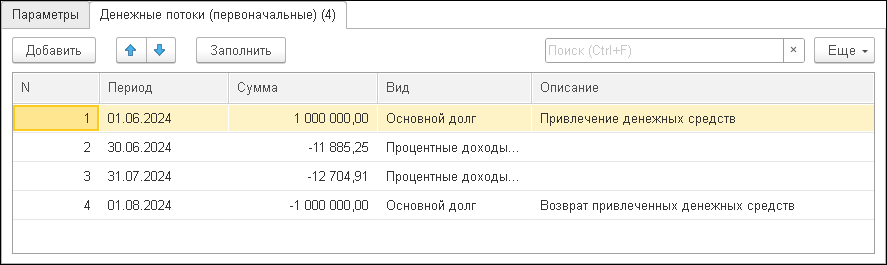 Параметры Денежные потоки (первоначальные) (4)
Добавить Заполнить Поиск (Ctrl+F) × Еще
N Период Сумма Вид Описание
1 01.06.2024 1 000 000,00 Основной долг Привлечение денежных средств
2 30.06.2024 -11 885,25 Процентные доходы...
3 31.07.2024 -12 704,91 Процентные доходы...
4 01.08.2024 -1 000 000,00 Основной долг Возврат привлеченных денежных средств